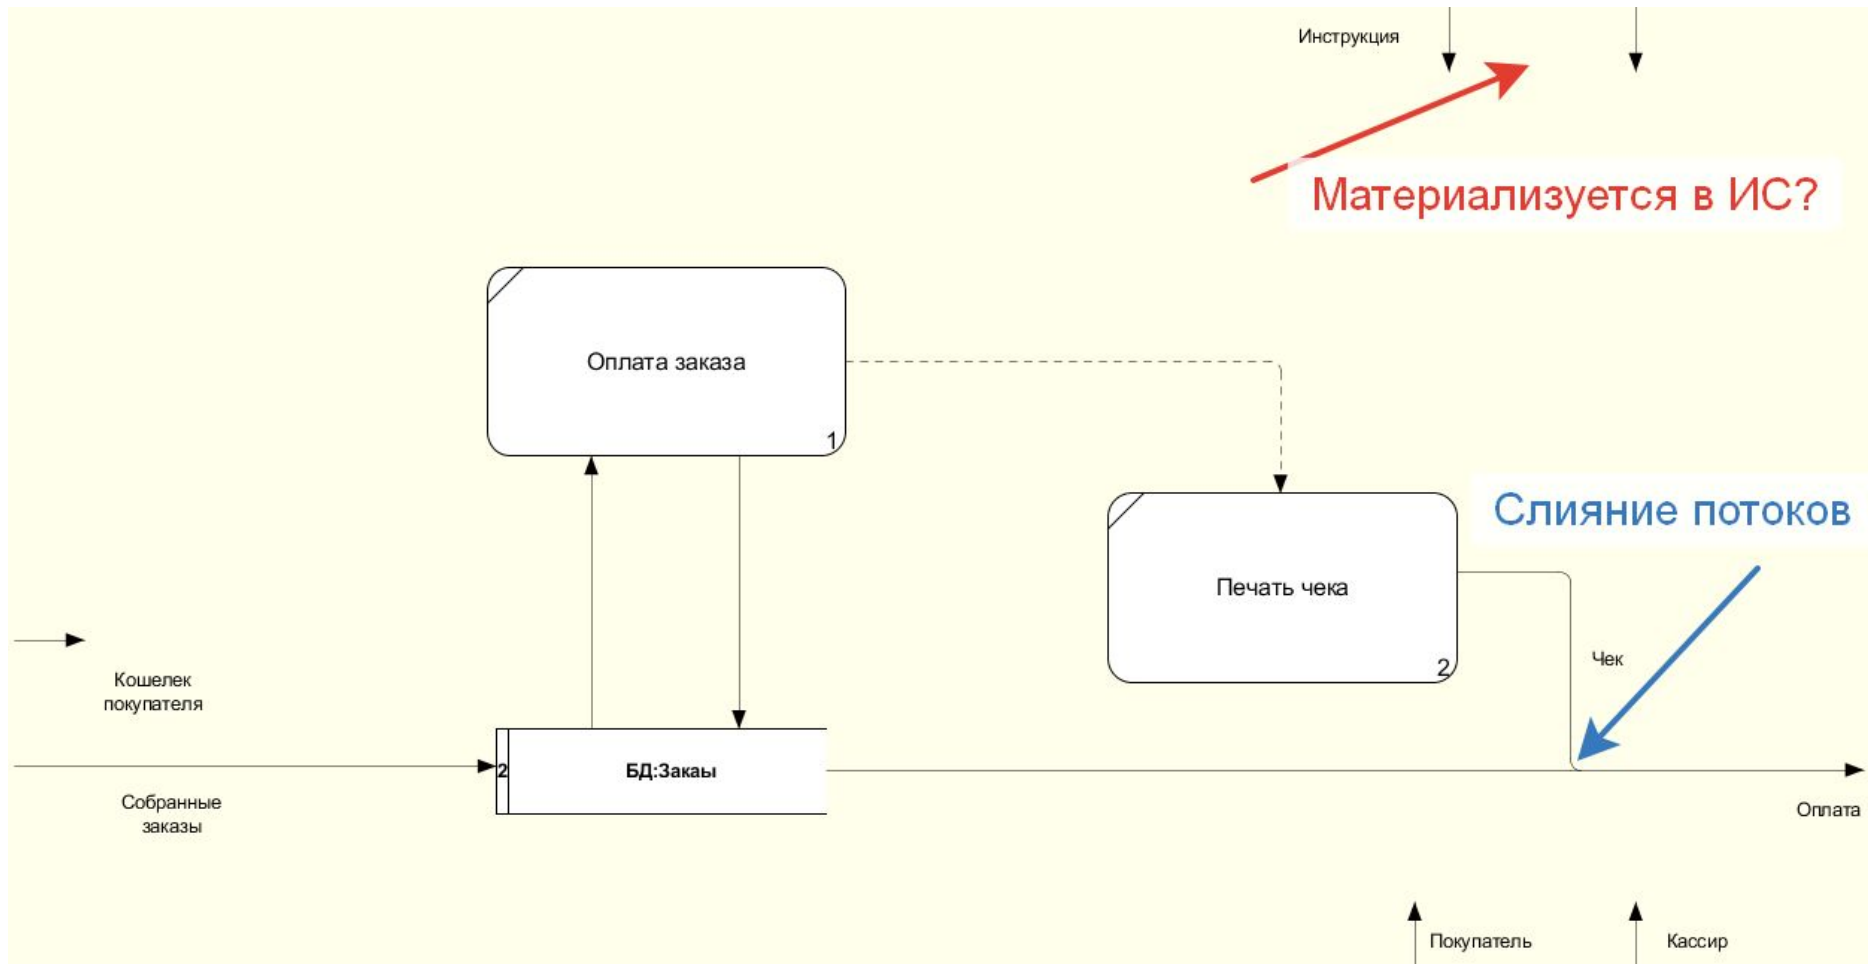 Инструкция
Материализуется в ИС?
Оплата заказа
1
Слияние потоков
Печать чека
2
Чек
Кошелек
покупателя
2
БД:Закаы
Собранные
заказы
Оплата
Покупатель
Кассир